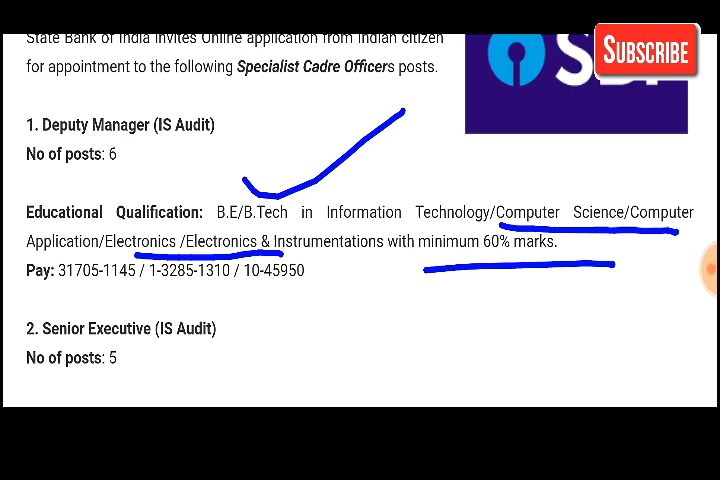 State Bank of India invites Online application from Indian citizen
SUBSCRIBE
for appointment to the following Specialist Cadre Officers posts.
1. Deputy Manager (IS Audit)
No of posts: 6
Educational Qualification: B.E/B.Tech in Information Technology/Computer Science/Computer
Application/Electronics /Electronics & Instrumentations with minimum 60% marks.
Pay: 31705-1145 / 1-3285-1310 / 10-45950
2. Senior Executive (IS Audit)
No of posts: 5